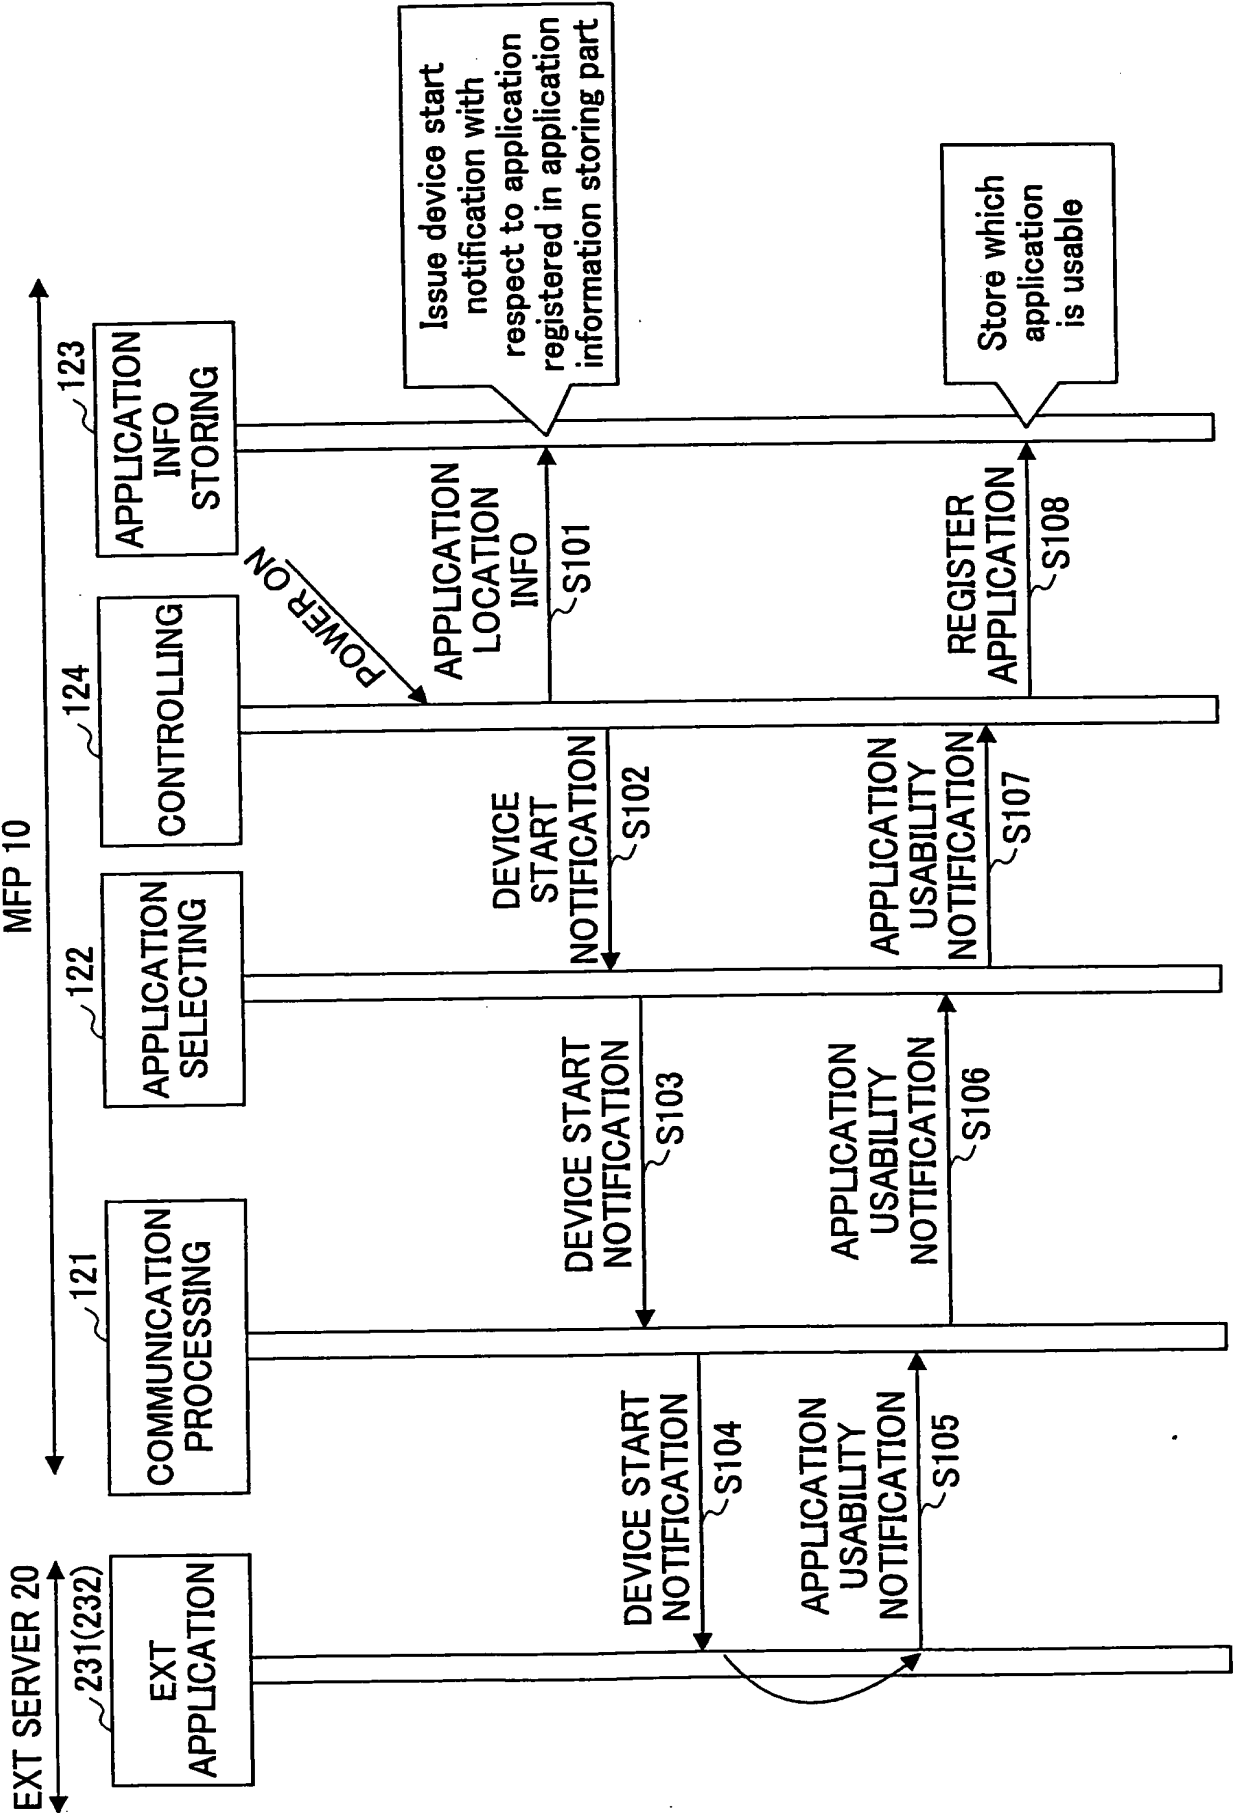 EXT SERVER 20
MFP 10
231(232)
121
122
124
123
EXT
APPLICATION
COMMUNICATION
PROCESSING
APPLICATION
SELECTING
CONTROLLING
APPLICATION
INFO
STORING
POWER ON
APPLICATION
LOCATION
INFO
S101
Issue device start
notification with
respect to application
registered in application
information storing part
DEVICE
START
NOTIFICATION
S102
DEVICE START
NOTIFICATION
S103
DEVICE START
NOTIFICATION
S104
APPLICATION
USABILITY
NOTIFICATION
S105
APPLICATION
USABILITY
NOTIFICATION
S106
APPLICATION
USABILITY
NOTIFICATION
S107
REGISTER
APPLICATION
S108
Store which
application
is usable